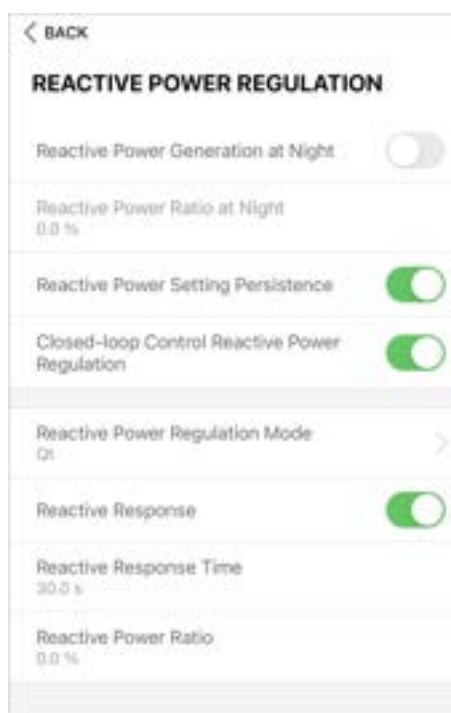 BACK
REACTIVE POWER REGULATION
Reactive Power Generation at Night
Reactive Power Ratio at Night
0.0 %
Reactive Power Setting Persistence
Closed-loop Control Reactive Power
Regulation
Reactive Power Regulation Mode
Qt
Reactive Response
Reactive Response Time
30.0 s
Reactive Power Ratio
0.0 %